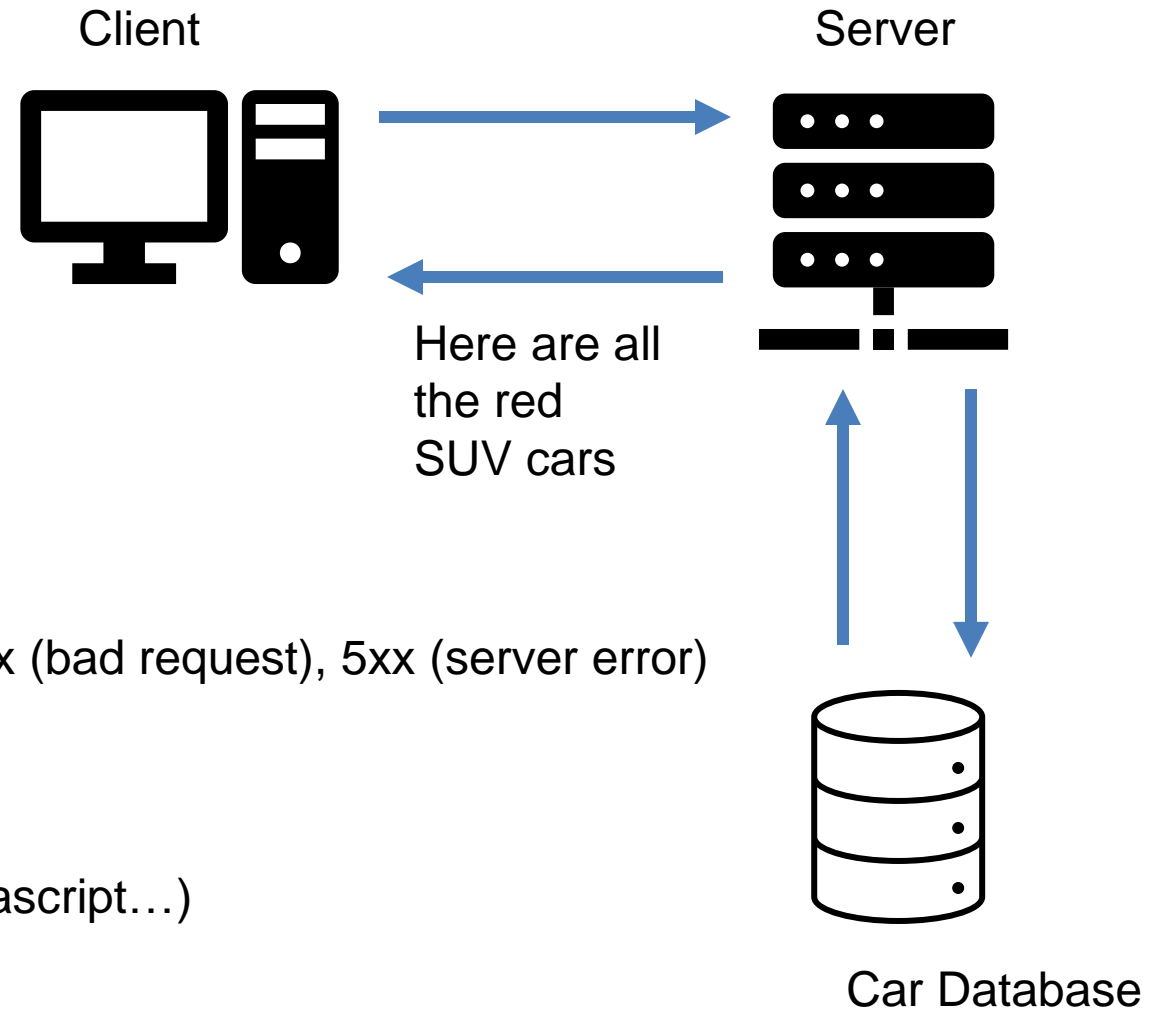 Client
Server
Here are all
the red
SUV cars
x (bad request), 5xx (server error)
ascript…)
Car Database